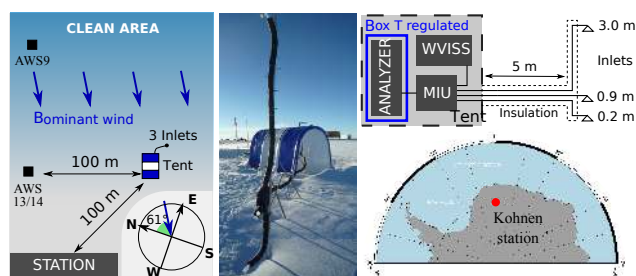 CLEAN AREA
AWS9
Bominant wind
3 Inlets
Tent
100 m
AWS
13/14
100 m
STATION
61°
N
E
S
W
Box T regulated
ANALYZER
WVISS
MIU
Tent
5 m
Insulation
3.0 m
Inlets
0.9 m
0.2 m
Kohnen
station